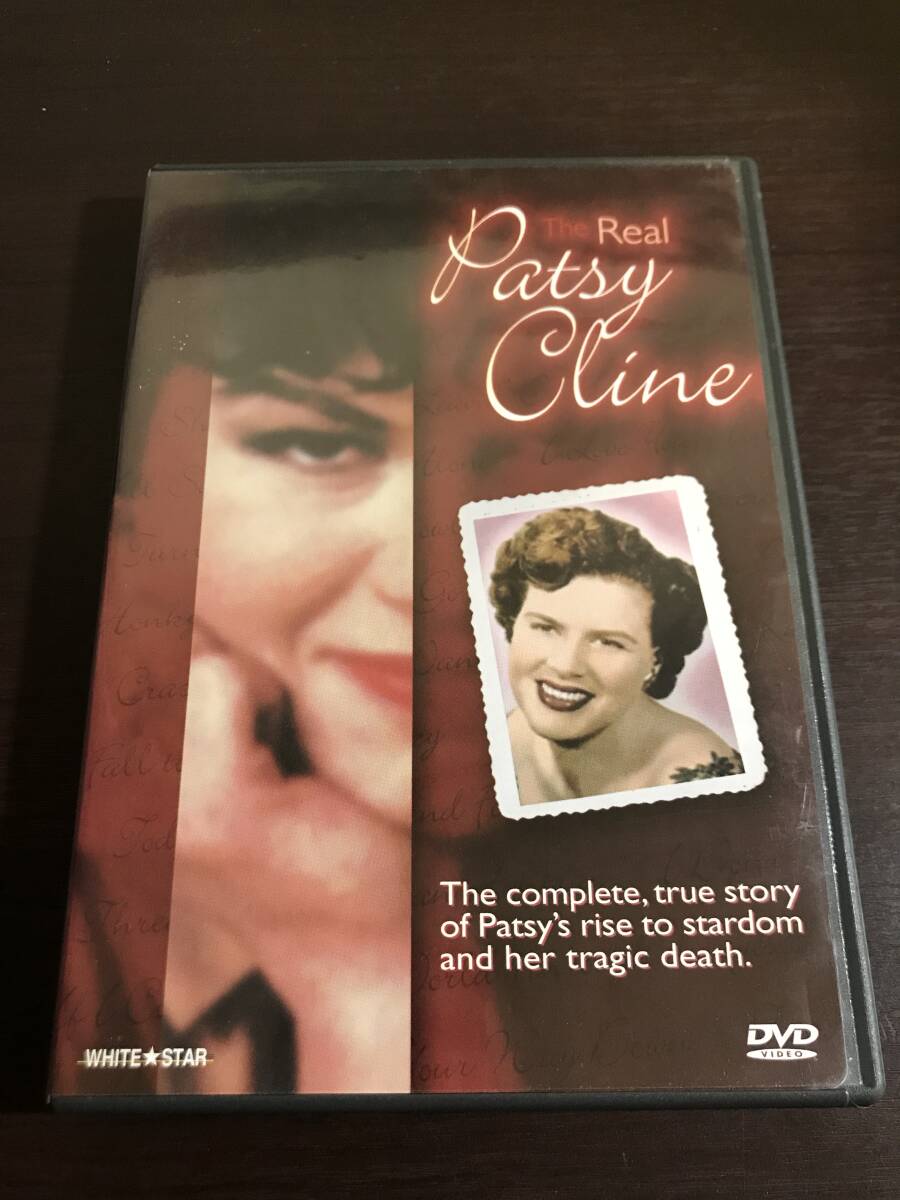 The Real
Patsy
Cline
The complete, true story
of Patsy's rise to stardom
and her tragic death.
WHITE★STAR
DVD
VIDEO